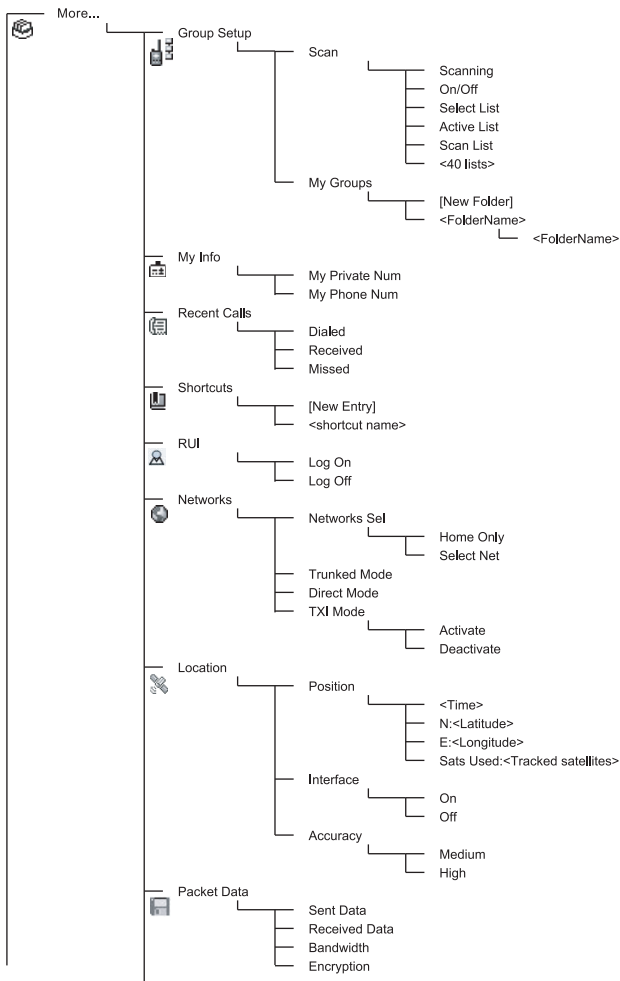 More...
Group Setup
Scan
Scanning
On/Off
Select List
Active List
Scan List
<40 lists>
My Groups
[New Folder]
<FolderName>
<FolderName>
My Info
My Private Num
My Phone Num
Recent Calls
Dialed
Received
Missed
Shortcuts
[New Entry]
<shortcut name>
RUI
Log On
Log Off
Networks
Networks Sel
Home Only
Select Net
Trunked Mode
Direct Mode
TXI Mode
Activate
Deactivate
Location
Position
<Time>
N:<Latitude>
E:<Longitude>
Sats Used:<Tracked satellites>
Interface
On
Off
Accuracy
Medium
High
Packet Data
Sent Data
Received Data
Bandwidth
Encryption